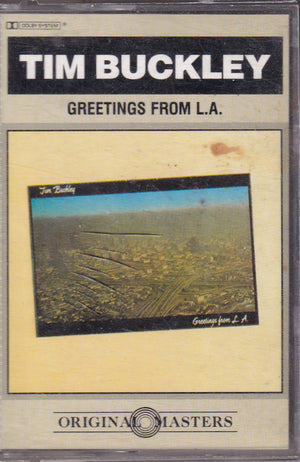 DOLBY SYSTEM
TIM BUCKLEY
GREETINGS FROM L.A.
Tim Buckley
Greetings from L.A.
ORIGINAL MASTERS